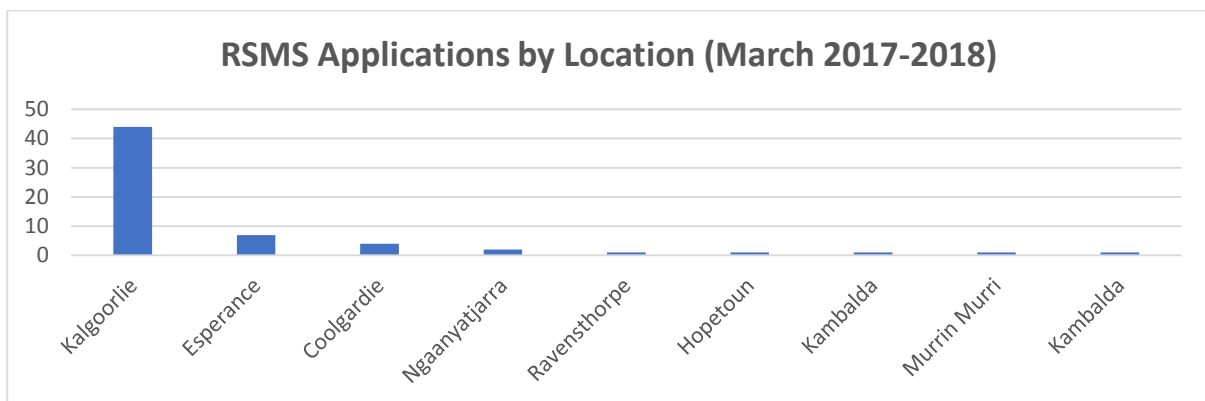 RSMS Applications by Location (March 2017-2018)
50
40
30
20
10
0
Kalgoorlie
Esperance
Coolgardie
Ngaanyatjarra
Ravensthorpe
Hopetoun
Kambalda
Murrin Murri
Kambalda